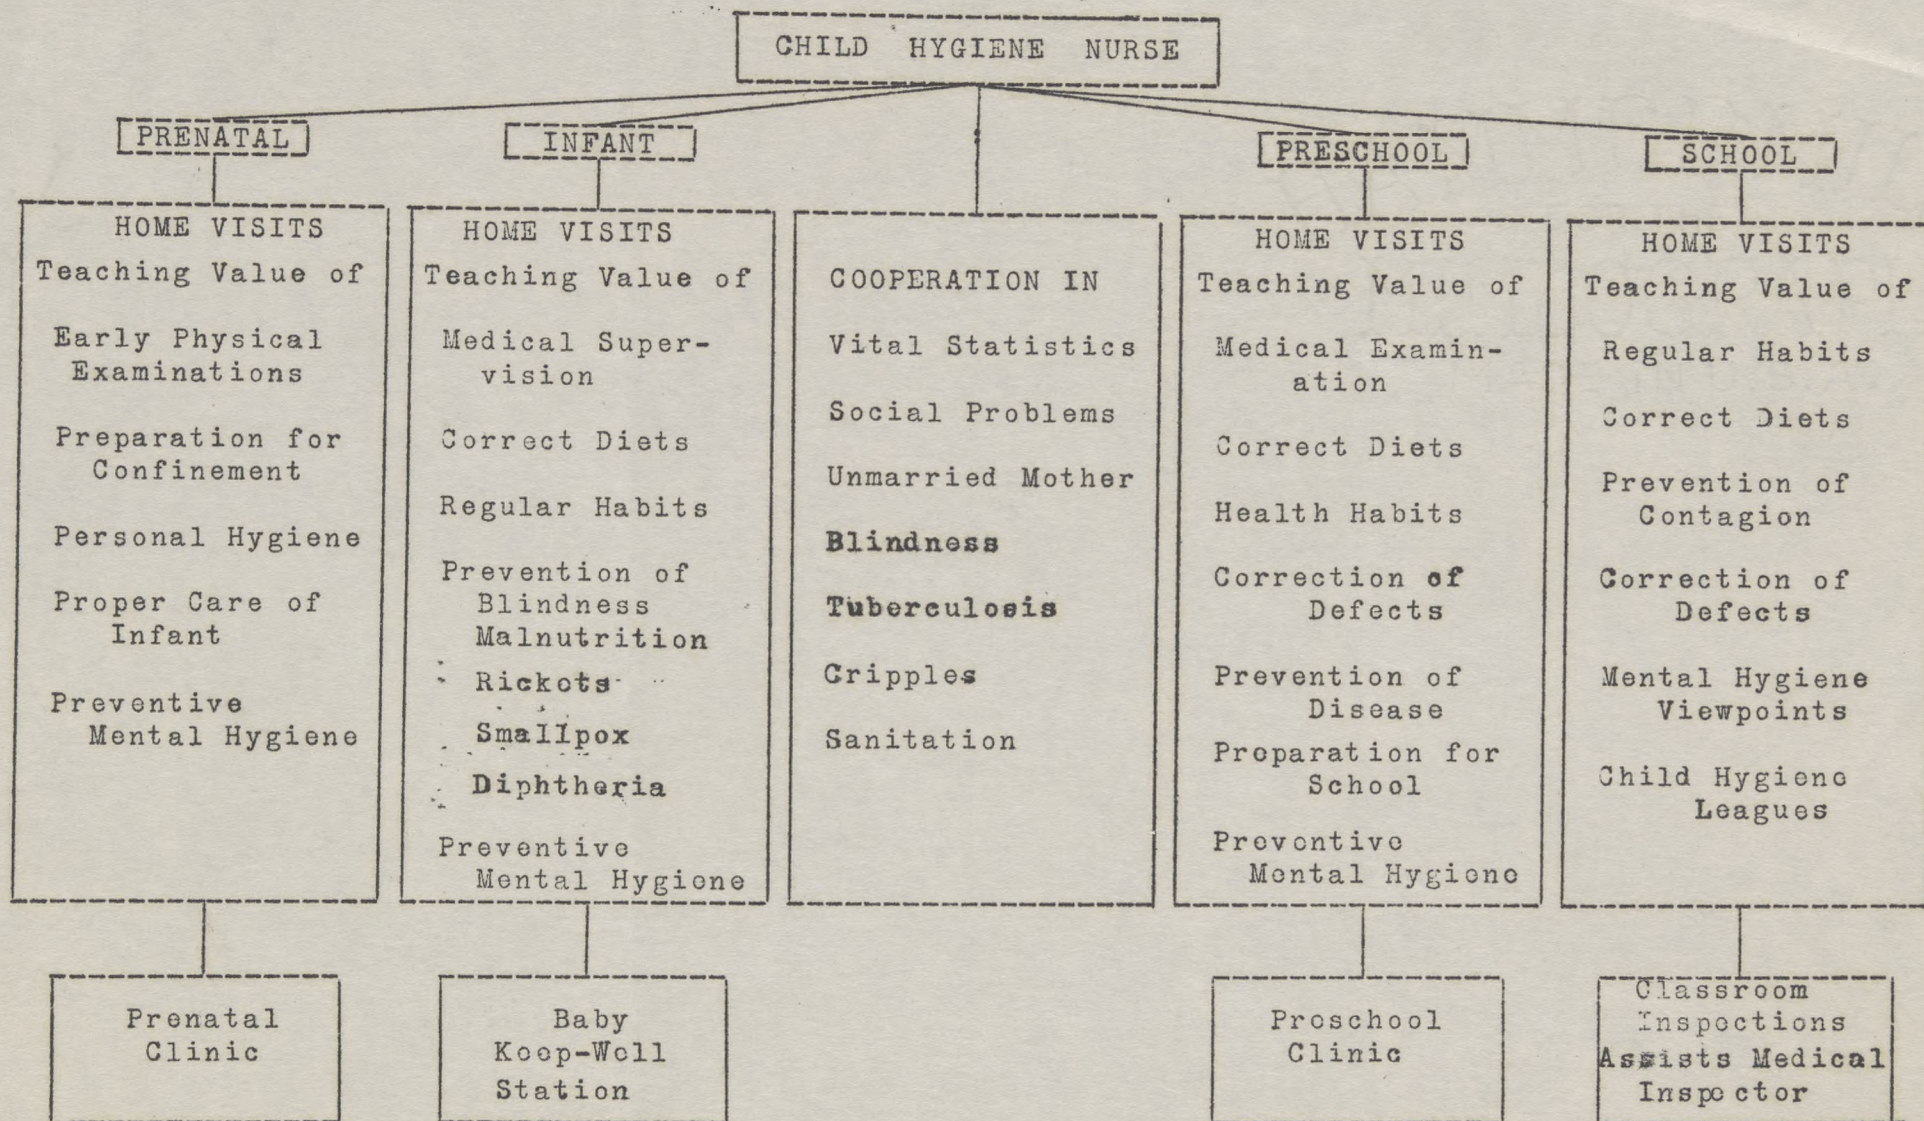 CHILD HYGIENE NURSE
PRENATAL
HOME VISITS
Teaching Value of
Early Physical
Examinations
Preparation for
Confinement
Personal Hygiene
Proper Care of
Infant
Preventive
Mental Hygiene
Prenatal
Clinic
INFANT
HOME VISITS
Teaching Value of
Medical Super-
vision
Correct Diets
Regular Habits
Prevention of
Blindness
Malnutrition
Rickets
Smallpox
Diphtheria
Preventive
Mental Hygiene
Baby
Keep-Well
Station
COOPERATION IN
Vital Statistics
Social Problems
Unmarried Mother
Blindness
Tuberculosis
Cripples
Sanitation
PRESCHOOL
HOME VISITS
Teaching Value of
Medical Examin-
ation
Correct Diets
Health Habits
Correction of
Defects
Prevention of
Disease
Preparation for
School
Preventive
Mental Hygiene
Preschool
Clinic
SCHOOL
HOME VISITS
Teaching Value of
Regular Habits
Correct Diets
Prevention of
Contagion
Correction of
Defects
Mental Hygiene
Viewpoints
Child Hygiene
Leagues
Classroom
Inspections
Assists Medical
Inspector